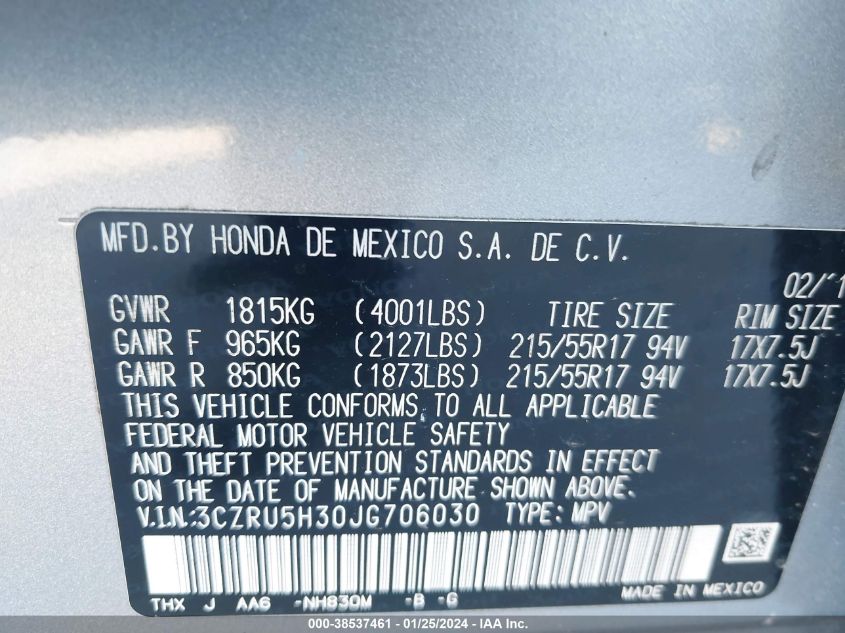 MFD.BY HONDA DE MEXICO S.A. DE C.V.
GVWR 1815KG (4001LBS) TIRE SIZE RIM SIZE
GAWR F 965KG (2127LBS) 215/55R17 94V 17X7.5J
GAWR R 850KG (1873LBS) 215/55R17 94V 17X7.5J
THIS VEHICLE CONFORMS TO ALL APPLICABLE
FEDERAL MOTOR VEHICLE SAFETY
AND THEFT PREVENTION STANDARDS IN EFFECT
ON THE DATE OF MANUFACTURE SHOWN ABOVE.
V.I.N.:3CZRU5H30JG706030 TYPE: MPV
THX J AA6 -NH830M -B -G MADE IN MEXICO
000-38537461 - 01/25/2024 - IAA Inc.